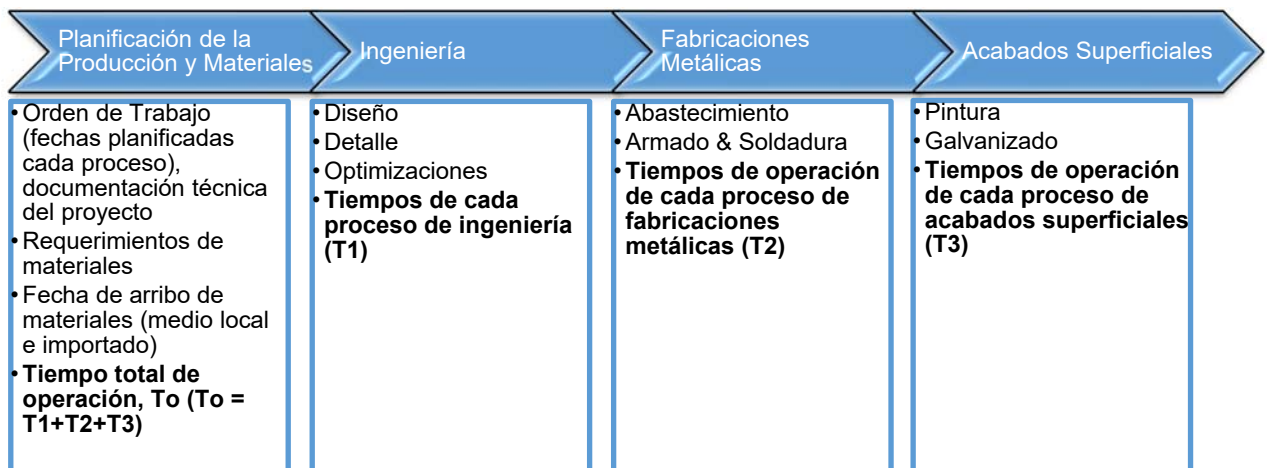 Planificación de la
Producción y Materiales
Ingeniería
Fabricaciones
Metálicas
Acabados Superficiales
•Orden de Trabajo
(fechas planificadas
cada proceso),
documentación técnica
del proyecto
•Requerimientos de
materiales
•Fecha de arribo de
materiales (medio local
e importado)
•Tiempo total de
operación, To (To =
T1+T2+T3)
•Diseño
•Detalle
•Optimizaciones
•Tiempos de cada
proceso de ingeniería
(T1)
•Abastecimiento
•Armado & Soldadura
•Tiempos de operación
de cada proceso de
fabricaciones
metálicas (T2)
•Pintura
•Galvanizado
•Tiempos de operación
de cada proceso de
acabados superficiales
(T3)